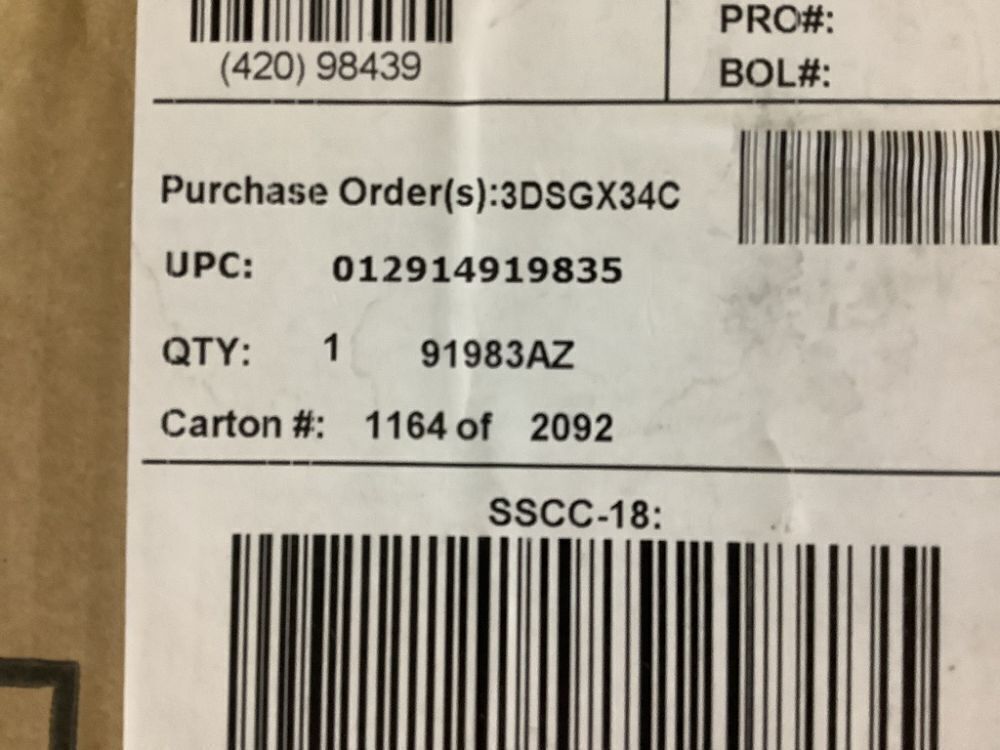 (420) 98439
PRO#:
BOL#:
Purchase Order(s):3DSGX34C
UPC: 012914919835
QTY: 1 91983AZ
Carton #: 1164 of 2092
SSCC-18: